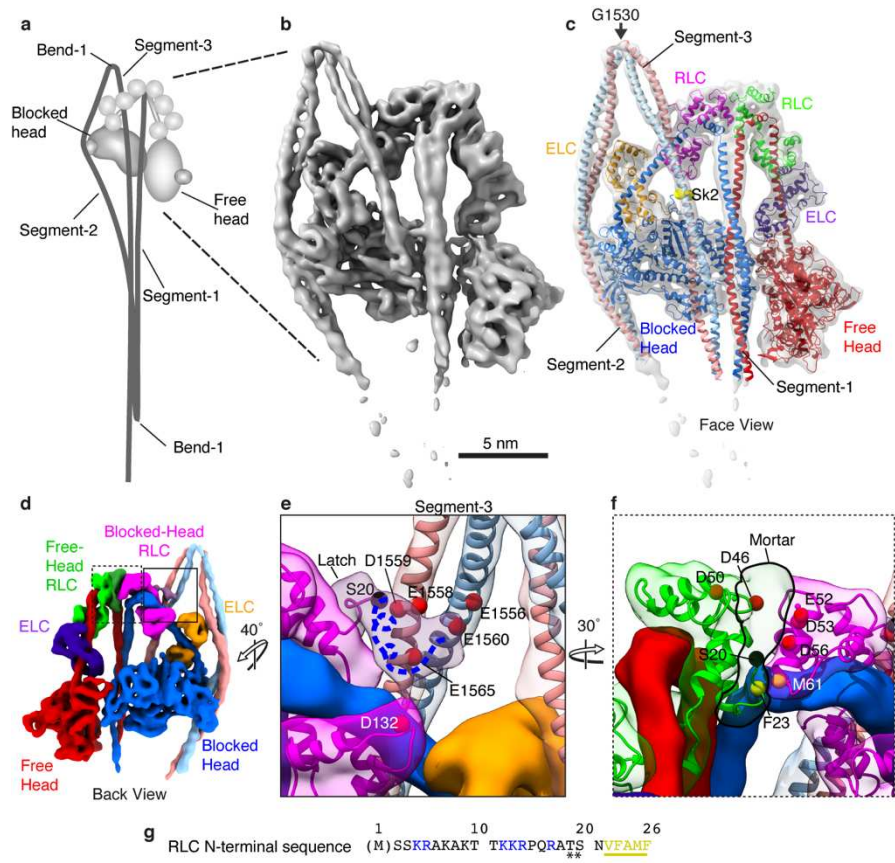 a
Bend-1
Segment-3
Blocked
head
Segment-2
Free
head
Segment-1
Bend-1
b
5 nm
c
G1530
Segment-3
RLC
RLC
ELC
Sk2
ELC
Blocked
Head
Free
Head
Segment-2
Segment-1
Face View
d
Blocked-Head
RLC
Free-
Head
RLC
ELC
ELC
40°
Free
Head
Blocked
Head
Back View
e
Segment-3
Latch
D1559
S20
E1558
E1556
E1560
E1565
D132
30°
f
Mortar
D46
D50
E52
D53
D56
S20
M61
F23
g
1 10 20 26
RLC N-terminal sequence (M)SSKRAKAKT TKKRPQRATS NVFAMF
**